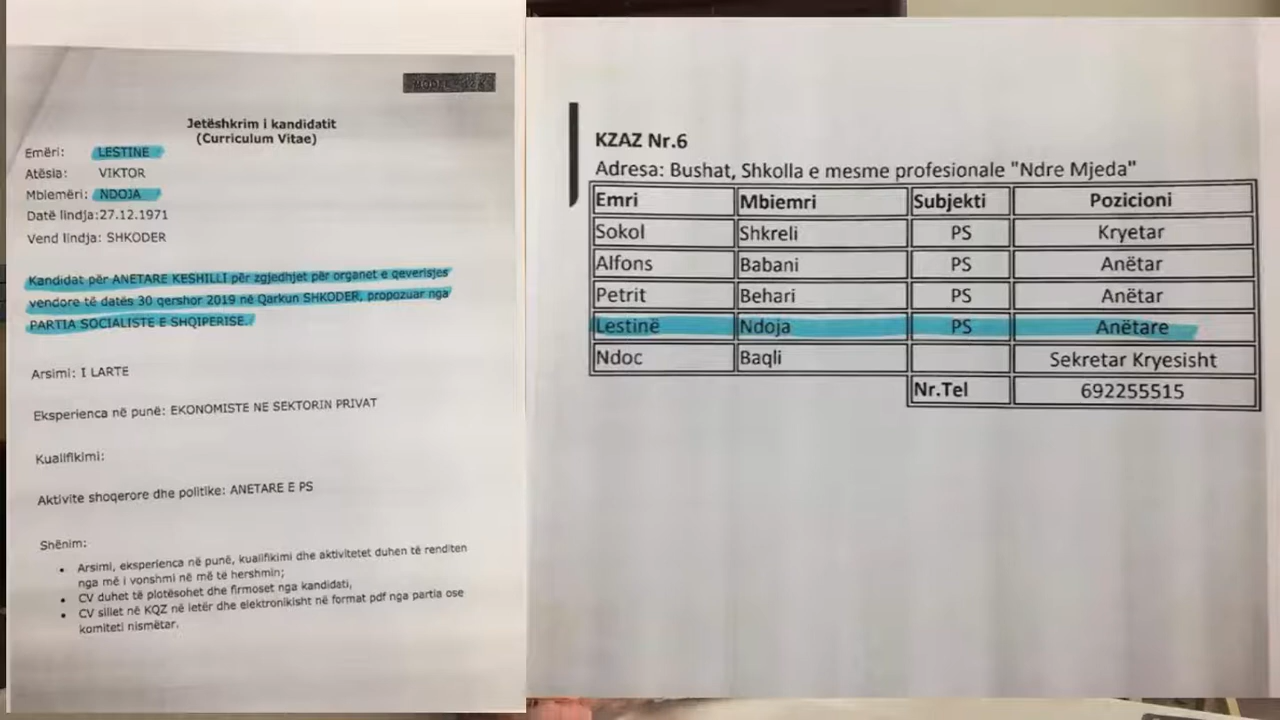 Jetëshkrim i kandidatit
(Curriculum Vitae)
Emëri: LESTINE
Atësia: VIKTOR
Mbiemëri: NDOJA
Datë lindja:27.12.1971
Vend lindja: SHKODER
Kandidat për ANETARE KESHILLI për zgjedhjet për organet e qeverisjes
vendore të datës 30 qershor 2019 në Qarkun SHKODER, propozuar nga
PARTIA SOCIALISTE E SHQIPERISE.
Arsimi: I LARTE
Eksperienca në punë: EKONOMISTE NE SEKTORIN PRIVAT
Kualifikimi:
Aktivite shoqerore dhe politike: ANETARE E PS
Shënim:
• Arsimi, eksperienca në punë, kualifikimi dhe aktivitetet duhen të renditen
nga më i vonshmi në më të hershmin;
• CV duhet të plotësohet dhe firmoset nga kandidati,
• CV sillet në KQZ në letër dhe elektronikisht në format pdf nga partia ose
komiteti nismëtar.
KZAZ Nr.6
Adresa: Bushat, Shkolla e mesme profesionale "Ndre Mjeda"
Emri Mbiemri Subjekti Pozicioni
Sokol Shkreli PS Kryetar
Alfons Babani PS Anëtar
Petrit Behari PS Anëtar
Lestinë Ndoja PS Anëtare
Ndoc Baqli Sekretar Kryesisht
Nr.Tel 692255515